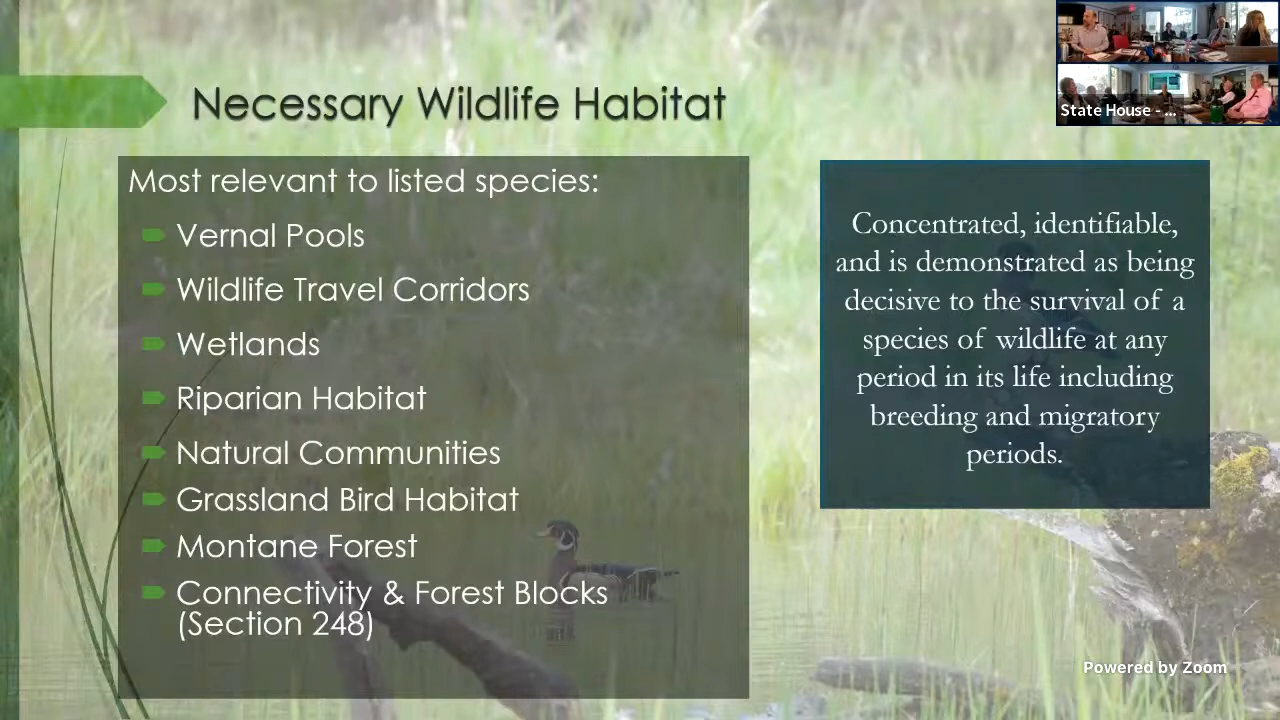 Necessary Wildlife Habitat
Most relevant to listed species:
Vernal Pools
Wildlife Travel Corridors
Wetlands
Riparian Habitat
Natural Communities
Grassland Bird Habitat
Montane Forest
Connectivity & Forest Blocks
(Section 248)
Concentrated, identifiable,
and is demonstrated as being
decisive to the survival of a
species of wildlife at any
period in its life including
breeding and migratory
periods.
State House - ...
Powered by Zoom